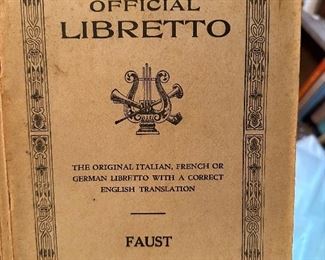 OFFICIAL
LIBRETTO
THE ORIGINAL ITALIAN, FRENCH OR
GERMAN LIBRETTO WITH A CORRECT
ENGLISH TRANSLATION
FAUST